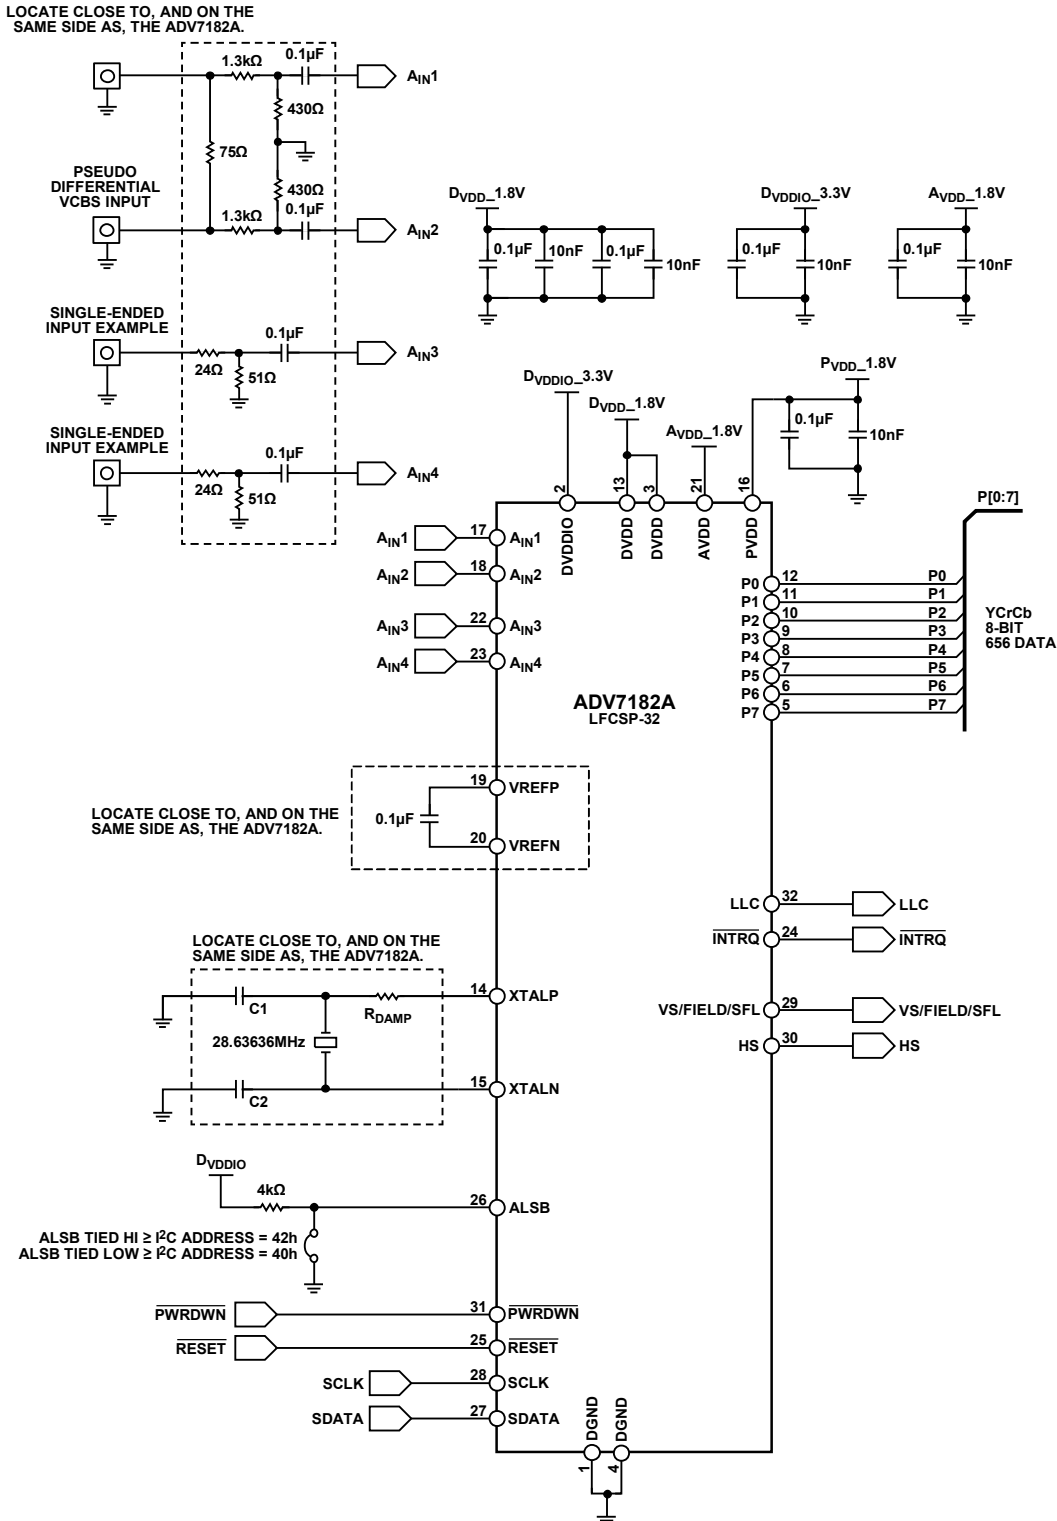 LOCATE CLOSE TO, AND ON THE
SAME SIDE AS, THE ADV7182A.
1.3kΩ
0.1µF
AIN1
430Ω
75Ω
PSEUDO
DIFFERENTIAL
VCBS INPUT
430Ω
1.3kΩ
0.1µF
AIN2
DVDD_1.8V
0.1µF
10nF
0.1µF
10nF
DVDDIO_3.3V
0.1µF
10nF
AVDD_1.8V
0.1µF
10nF
SINGLE-ENDED
INPUT EXAMPLE
0.1µF
AIN3
24Ω
51Ω
SINGLE-ENDED
INPUT EXAMPLE
0.1µF
AIN4
24Ω
51Ω
DVDDIO_3.3V
DVDD_1.8V
AVDD_1.8V
PVDD_1.8V
0.1µF
10nF
2
13
3
21
16
DVDDIO
DVDD
DVDD
AVDD
PVDD
P[0:7]
AIN1 17 AIN1
AIN2 18 AIN2
AIN3 22 AIN3
AIN4 23 AIN4
P0 12 P0
P1 11 P1
P2 10 P2
P3 9 P3
P4 8 P4
P5 7 P5
P6 6 P6
P7 5 P7
YCrCb
8-BIT
656 DATA
ADV7182A
LFCSP-32
LOCATE CLOSE TO, AND ON THE
SAME SIDE AS, THE ADV7182A.
0.1µF
19 VREFP
20 VREFN
LLC 32 LLC
INTRQ 24 INTRQ
VS/FIELD/SFL 29 VS/FIELD/SFL
HS 30 HS
LOCATE CLOSE TO, AND ON THE
SAME SIDE AS, THE ADV7182A.
C1
RDAMP
14 XTALP
28.63636MHz
C2
15 XTALN
DVDDIO
4kΩ
26 ALSB
ALSB TIED HI ≥ I2C ADDRESS = 42h
ALSB TIED LOW ≥ I2C ADDRESS = 40h
PWRDWN 31 PWRDWN
RESET 25 RESET
SCLK 28 SCLK
SDATA 27 SDATA
DGND
DGND
1
4